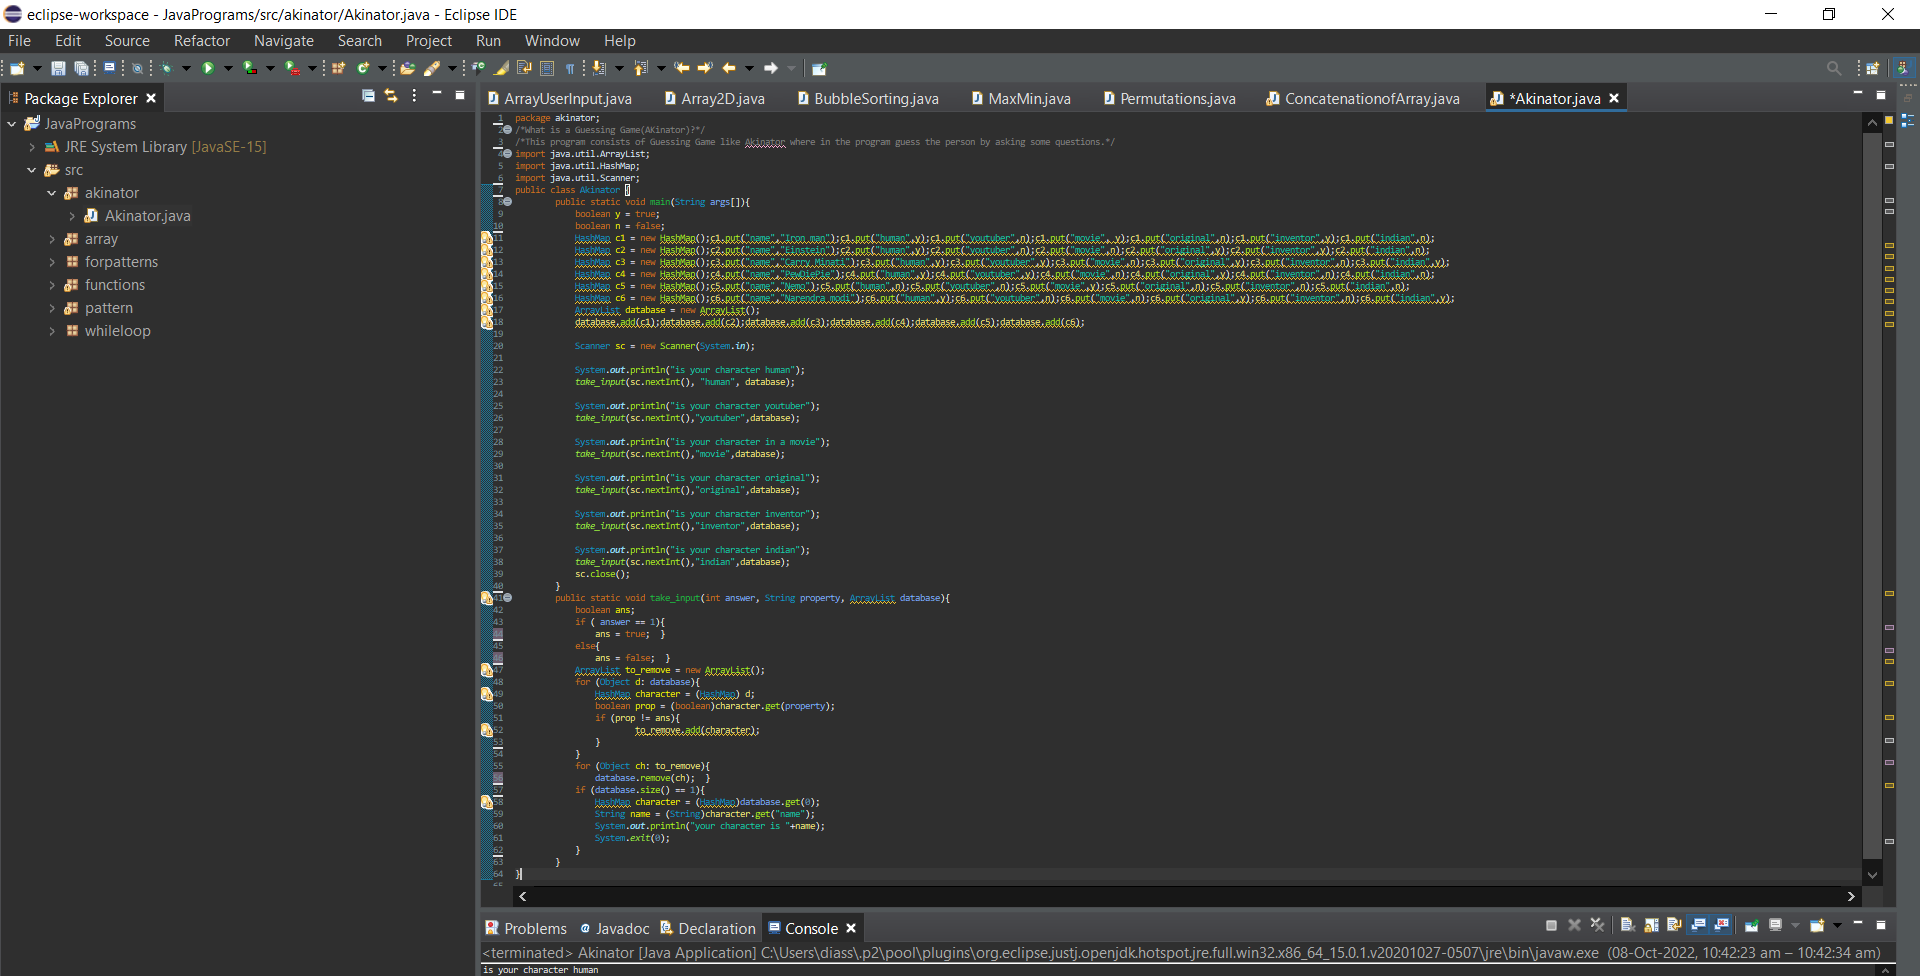 eclipse-workspace - JavaPrograms/src/akinator/Akinator.java - Eclipse IDE
File Edit Source Refactor Navigate Search Project Run Window Help
Package Explorer
JavaPrograms
JRE System Library [JavaSE-15]
src
akinator
Akinator.java
array
forpatterns
functions
pattern
whileloop
ArrayUserInput.java Array2D.java BubbleSorting.java MaxMin.java Permutations.java ConcatenationofArray.java *Akinator.java
1 package akinator;
2 /*What is a Guessing Game(AKinator)?*/
3 /*This program consists of Guessing Game like Akinator where in the program guess the person by asking some questions.*/
4 import java.util.ArrayList;
5 import java.util.HashMap;
6 import java.util.Scanner;
7 public class Akinator {
8 public static void main(String args[]){
9 boolean y = true;
10 boolean n = false;
11 HashMap c1 = new HashMap();c1.put("name","Iron man");c1.put("human",y);c1.put("youtuber",n);c1.put("movie", y);c1.put("original",n);c1.put("inventor",y);c1.put("indian",n);
12 HashMap c2 = new HashMap();c2.put("name","Einstein");c2.put("human",y);c2.put("youtuber",n);c2.put("movie",n);c2.put("original",y);c2.put("inventor",y);c2.put("indian",n);
13 HashMap c3 = new HashMap();c3.put("name","Carry Minati");c3.put("human",y);c3.put("youtuber",y);c3.put("movie",n);c3.put("original",y);c3.put("inventor",n);c3.put("indian",y);
14 HashMap c4 = new HashMap();c4.put("name","PewDiePie");c4.put("human",y);c4.put("youtuber",y);c4.put("movie",n);c4.put("original",y);c4.put("inventor",n);c4.put("indian",n);
15 HashMap c5 = new HashMap();c5.put("name","Nemo");c5.put("human",n);c5.put("youtuber",n);c5.put("movie",y);c5.put("original",n);c5.put("inventor",n);c5.put("indian",n);
16 HashMap c6 = new HashMap();c6.put("name","Narendra modi");c6.put("human",y);c6.put("youtuber",n);c6.put("movie",n);c6.put("original",y);c6.put("inventor",n);c6.put("indian",y);
17 ArrayList database = new ArrayList();
18 database.add(c1);database.add(c2);database.add(c3);database.add(c4);database.add(c5);database.add(c6);
19
20 Scanner sc = new Scanner(System.in);
21
22 System.out.println("is your character human");
23 take_input(sc.nextInt(), "human", database);
24
25 System.out.println("is your character youtuber");
26 take_input(sc.nextInt(),"youtuber",database);
27
28 System.out.println("is your character in a movie");
29 take_input(sc.nextInt(),"movie",database);
30
31 System.out.println("is your character original");
32 take_input(sc.nextInt(),"original",database);
33
34 System.out.println("is your character inventor");
35 take_input(sc.nextInt(),"inventor",database);
36
37 System.out.println("is your character indian");
38 take_input(sc.nextInt(),"indian",database);
39 sc.close();
40 }
41 public static void take_input(int answer, String property, ArrayList database){
42 boolean ans;
43 if ( answer == 1){
44 ans = true; }
45 else{
46 ans = false; }
47 ArrayList to_remove = new ArrayList();
48 for (Object d: database){
49 HashMap character = (HashMap) d;
50 boolean prop = (boolean)character.get(property);
51 if (prop != ans){
52 to_remove.add(character);
53 }
54 }
55 for (Object ch: to_remove){
56 database.remove(ch); }
57 if (database.size() == 1){
58 HashMap character = (HashMap)database.get(0);
59 String name = (String)character.get("name");
60 System.out.println("your character is "+name);
61 System.exit(0);
62 }
63 }
64 }
65
Problems Javadoc Declaration Console
<terminated> Akinator [Java Application] C:\Users\diass\.p2\pool\plugins\org.eclipse.justj.openjdk.hotspot.jre.full.win32.x86_64_15.0.1.v20201027-0507\jre\bin\javaw.exe (08-Oct-2022, 10:42:23 am – 10:42:34 am)
is your character human